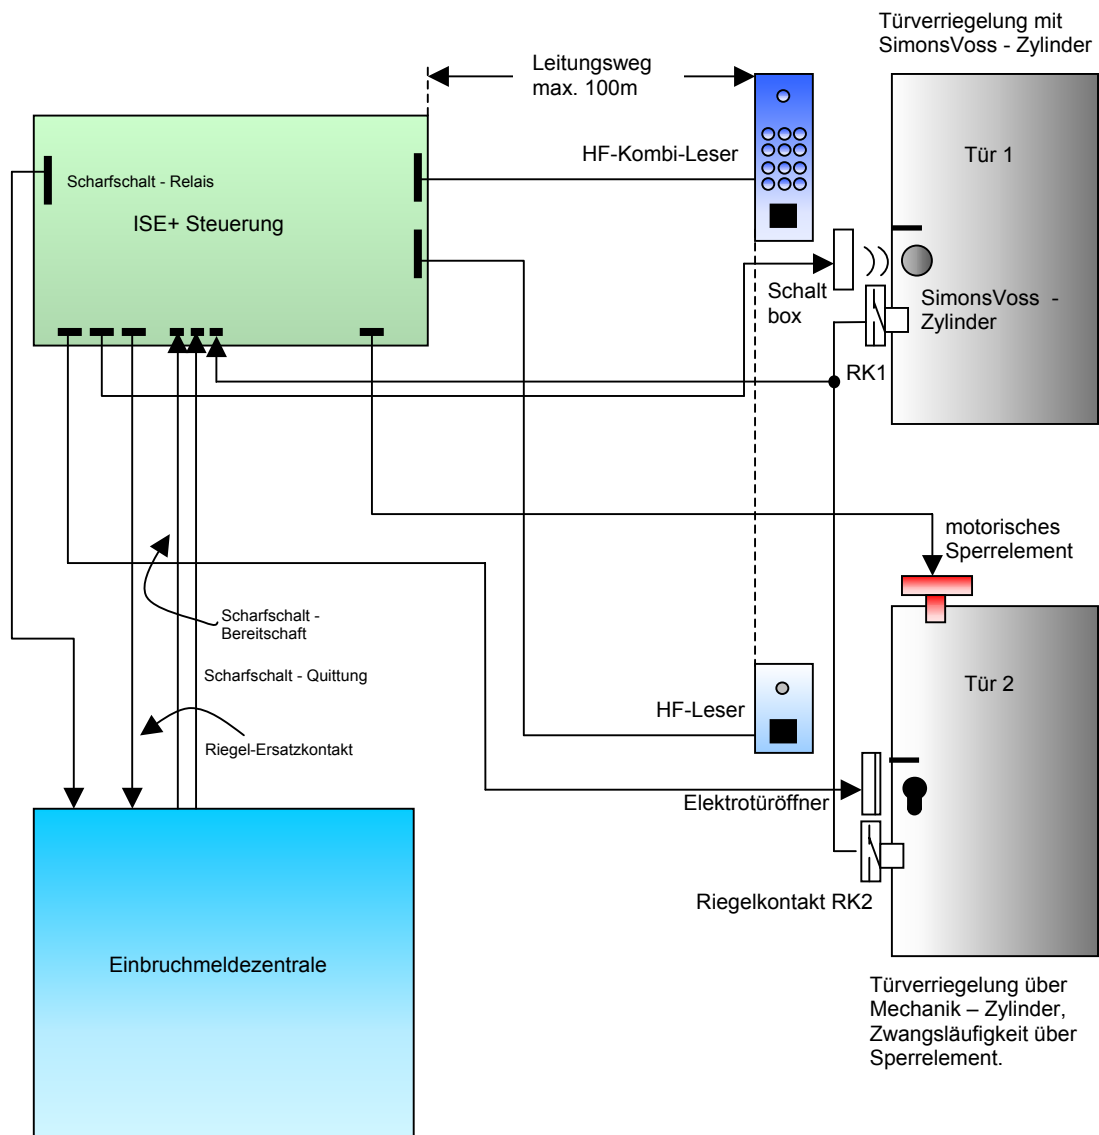 Türverriegelung mit
SimonsVoss - Zylinder
Leitungsweg
max. 100m
HF-Kombi-Leser
Tür 1
Scharfschalt - Relais
ISE+ Steuerung
Schalt
box
SimonsVoss -
Zylinder
RK1
motorisches
Sperrelement
Scharfschalt -
Bereitschaft
Scharfschalt - Quittung
Tür 2
HF-Leser
Riegel-Ersatzkontakt
Elektrotüröffner
Riegelkontakt RK2
Einbruchmeldezentrale
Türverriegelung über
Mechanik – Zylinder,
Zwangsläufigkeit über
Sperrelement.